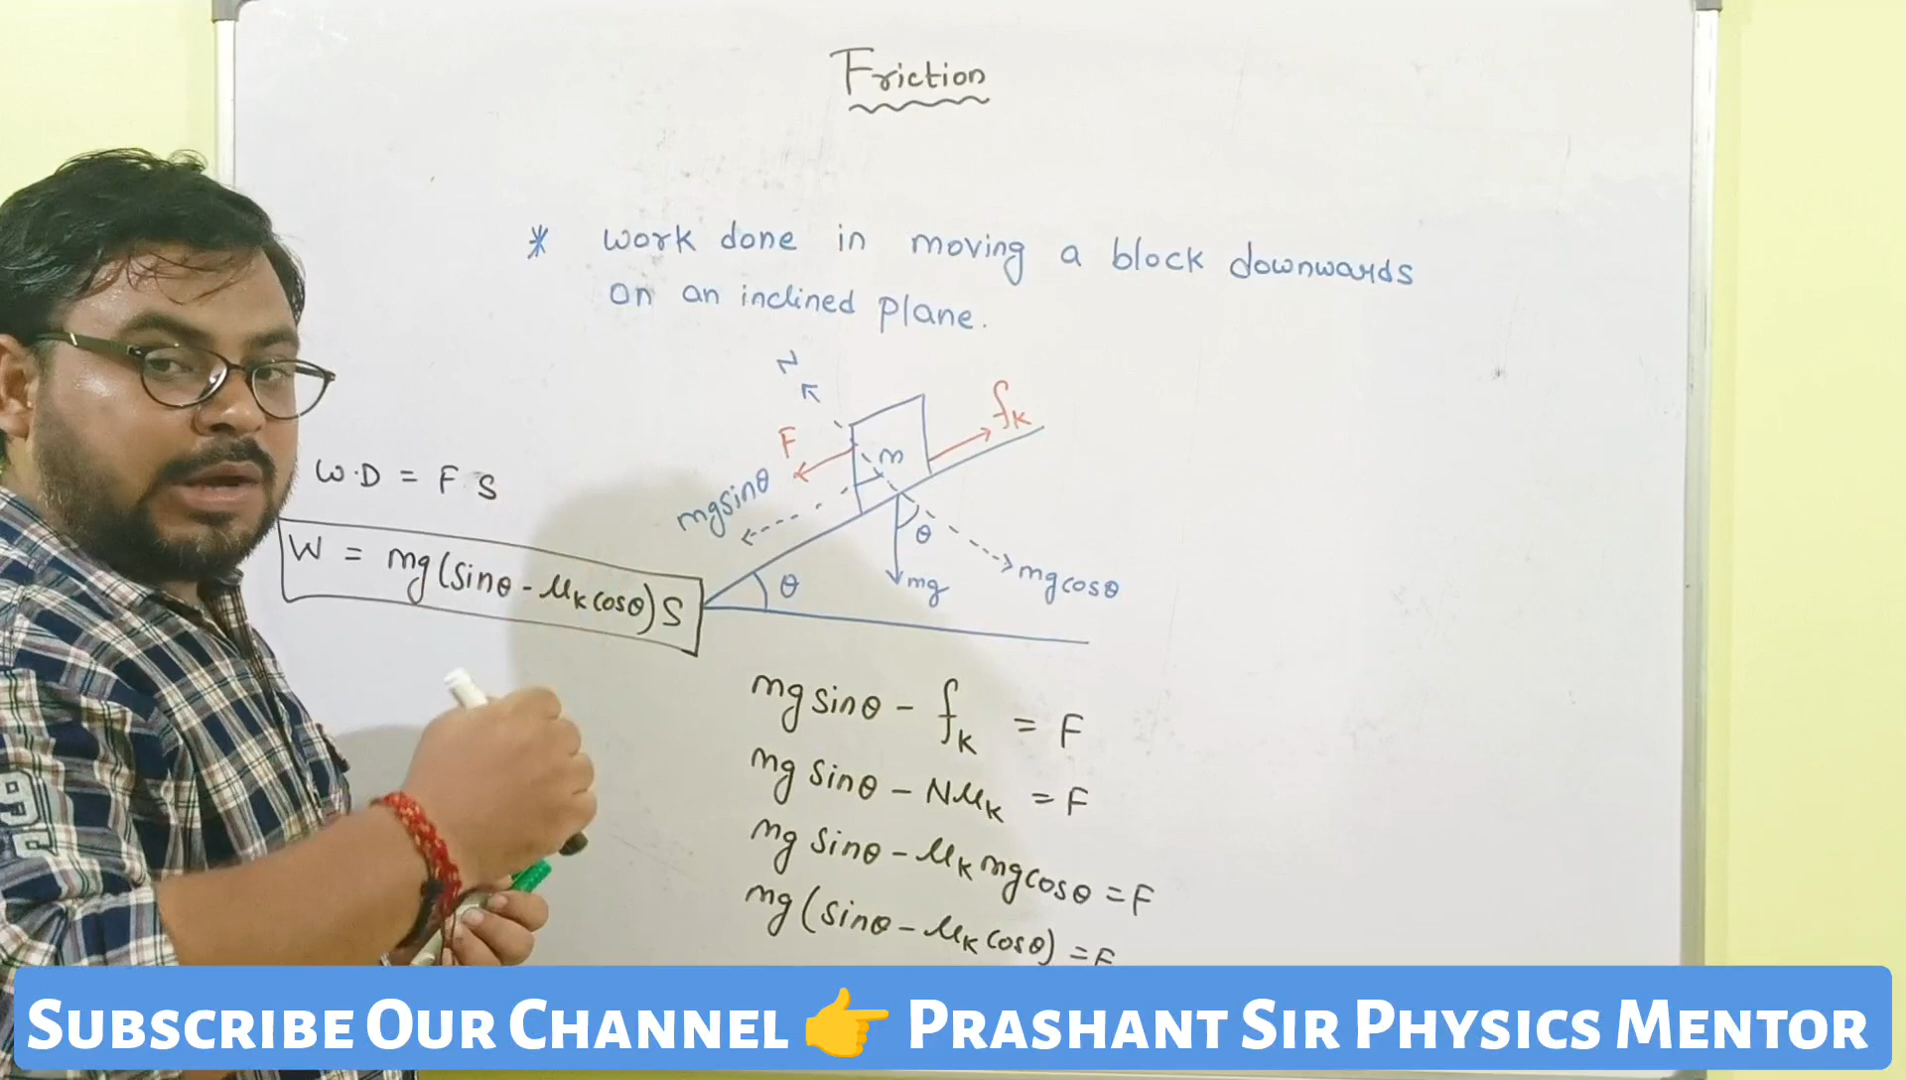 Friction
* work done in moving a block downwards
on an inclined plane.
N
F
fK
m
mgsinθ
θ
mg
mgcosθ
θ
W.D = F S
W = mg(sinθ - μK cosθ) S
mg sinθ - fK = F
mg sinθ - NμK = F
mg sinθ - μK mgcosθ = F
mg (sinθ - μK cosθ) = F
SUBSCRIBE OUR CHANNEL 👉 PRASHANT SIR PHYSICS MENTOR